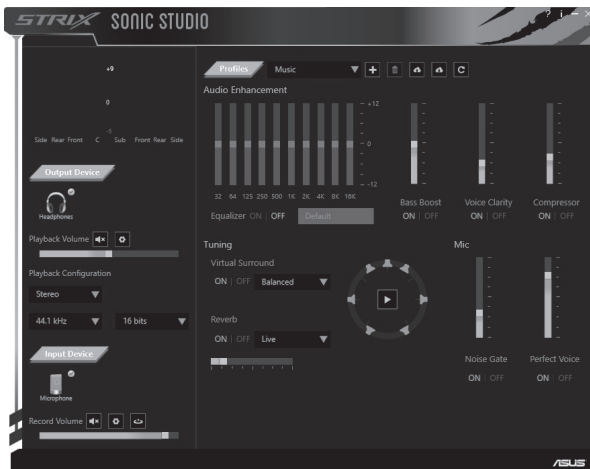 STRIX SONIC STUDIO
? i
+9
0
Side Rear Front C Sub Front Rear Side
Output Device
Headphones
Playback Volume
Playback Configuration
Stereo
44.1 kHz 16 bits
Input Device
Microphone
Record Volume
Profiles Music
Audio Enhancement
+12
0
-12
32 64 125 250 500 1K 2K 4K 8K 16K
Equalizer ON | OFF Default
Bass Boost Voice Clarity Compressor
ON | OFF ON | OFF ON | OFF
Tuning
Virtual Surround
ON | OFF Balanced
Reverb
ON | OFF Live
Mic
Noise Gate Perfect Voice
ON | OFF ON | OFF
ASUS